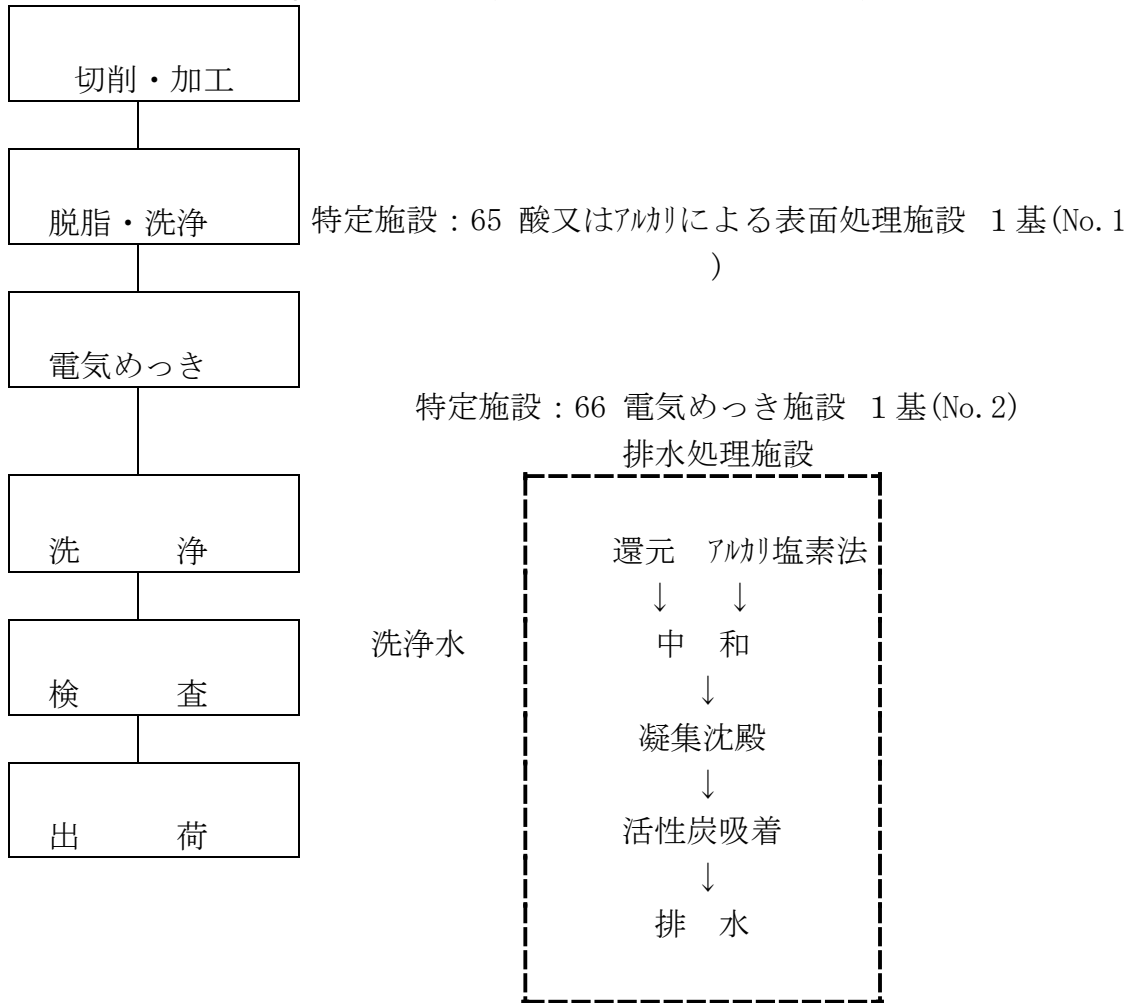 切削・加工
脱脂・洗浄
特定施設：65 酸又はｱﾙｶﾘによる表面処理施設 １基(No.1
)
電気めっき
特定施設：66 電気めっき施設 １基(No.2)
排水処理施設
洗　　　浄
還元　ｱﾙｶﾘ塩素法
↓　↓
洗浄水
中　和
検　　　査
↓
凝集沈殿
↓
出　　　荷
活性炭吸着
↓
排　水